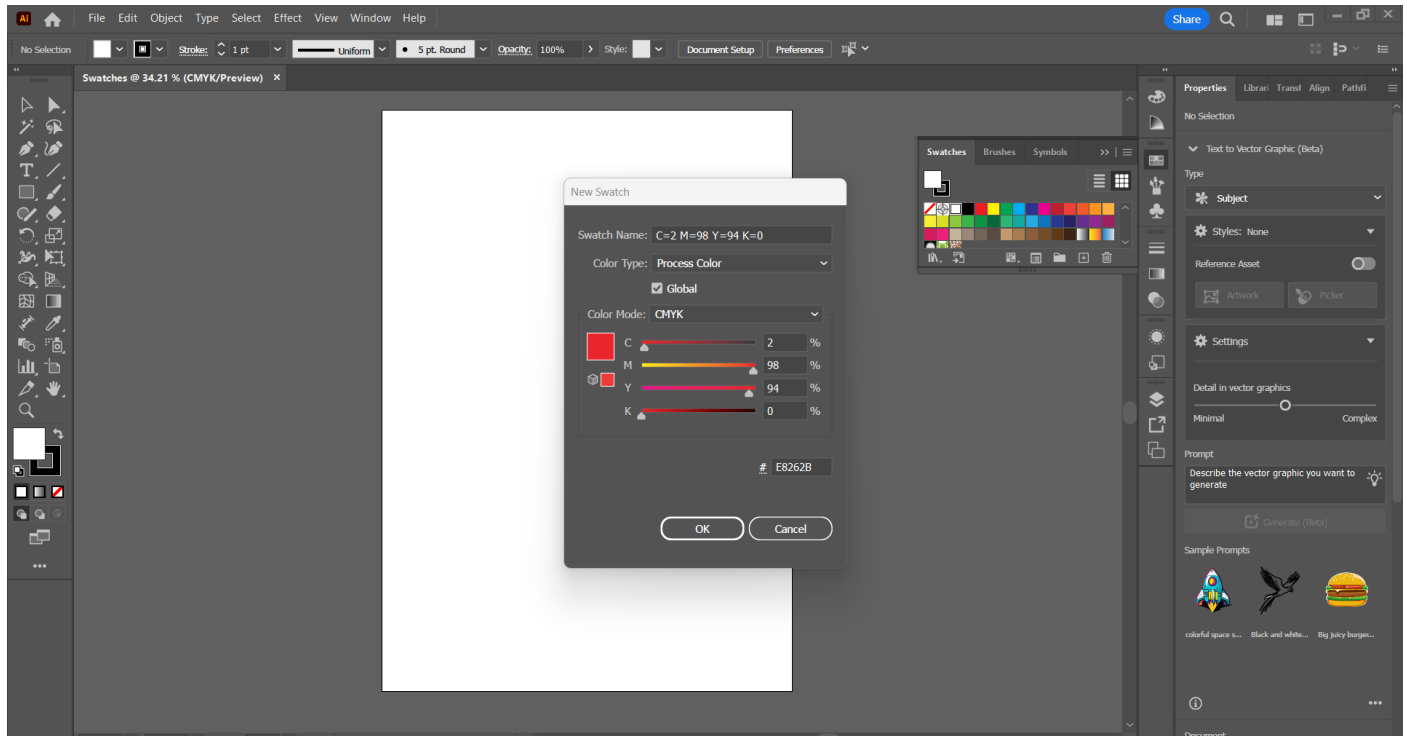 Ai File Edit Object Type Select Effect View Window Help Share
No Selection Stroke: 1 pt Uniform 5 pt. Round Opacity: 100% Style: Document Setup Preferences
Swatches @ 34.21 % (CMYK/Preview) ×
New Swatch
Swatch Name: C=2 M=98 Y=94 K=0
Color Type: Process Color
Global
Color Mode: CMYK
C 2 %
M 98 %
Y 94 %
K 0 %
# E8262B
OK Cancel
Swatches Brushes Symbols
Properties Librari Transf Align Pathfi
No Selection
Text to Vector Graphic (Beta)
Type
Subject
Styles: None
Reference Asset
Artwork Picker
Settings
Detail in vector graphics
Minimal Complex
Prompt
Describe the vector graphic you want to
generate
Generate (Beta)
Sample Prompts
colorful space s... Black and white... Big juicy burger...
Document